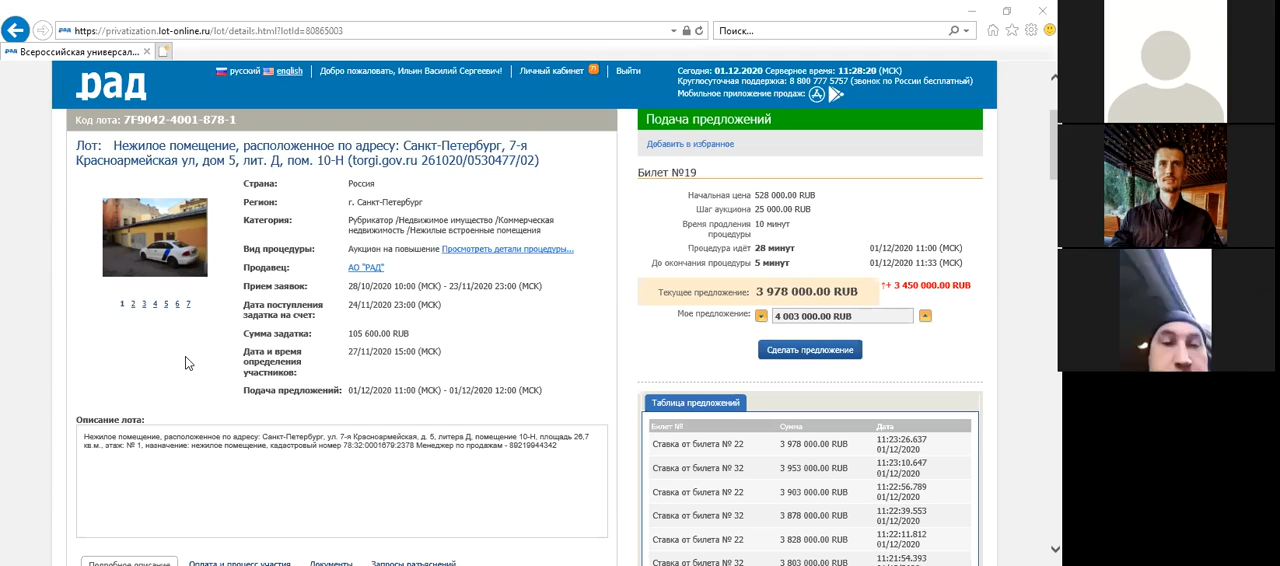 https://privatization.lot-online.ru/lot/details.html?lotId=80865003
Поиск...
рад Всероссийская универсал...
рад
русский english Добро пожаловать, Ильин Василий Сергеевич! Личный кабинет Выйти
Сегодня: 01.12.2020 Серверное время: 11:28:20 (МСК)
Круглосуточная поддержка: 8 800 777 5757 (звонок по России бесплатный)
Мобильное приложение продаж:
Код лота: 7F9042-4001-878-1
Лот: Нежилое помещение, расположенное по адресу: Санкт-Петербург, 7-я
Красноармейская ул, дом 5, лит. Д, пом. 10-Н (torgi.gov.ru 261020/0530477/02)
1 2 3 4 5 6 7
Страна: Россия
Регион: г. Санкт-Петербург
Категория: Рубрикатор /Недвижимое имущество /Коммерческая
недвижимость /Нежилые встроенные помещения
Вид процедуры: Аукцион на повышение Просмотреть детали процедуры...
Продавец: АО "РАД"
Прием заявок: 28/10/2020 10:00 (МСК) - 23/11/2020 23:00 (МСК)
Дата поступления
задатка на счет: 24/11/2020 23:00 (МСК)
Сумма задатка: 105 600.00 RUB
Дата и время
определения
участников: 27/11/2020 15:00 (МСК)
Подача предложений: 01/12/2020 11:00 (МСК) - 01/12/2020 12:00 (МСК)
Описание лота:
Нежилое помещение, расположенное по адресу: Санкт-Петербург, ул. 7-я Красноармейская, д. 5, литера Д, помещение 10-Н, площадь 26,7
кв.м., этаж: № 1, назначение: нежилое помещение, кадастровый номер 78:32:0001679:2378 Менеджер по продажам - 89219944342
Подробное описание Оплата и процесс участия Документы Запросы разъяснений
Подача предложений
Добавить в избранное
Билет №19
Начальная цена 528 000.00 RUB
Шаг аукциона 25 000.00 RUB
Время продления
процедуры 10 минут
Процедура идёт 28 минут 01/12/2020 11:00 (МСК)
До окончания процедуры 5 минут 01/12/2020 11:33 (МСК)
Текущее предложение: 3 978 000.00 RUB ↑+ 3 450 000.00 RUB
Мое предложение: 4 003 000.00 RUB
Сделать предложение
Таблица предложений
Билет № Сумма Дата
Ставка от билета № 22 3 978 000.00 RUB 11:23:26.637
01/12/2020
Ставка от билета № 32 3 953 000.00 RUB 11:23:10.647
01/12/2020
Ставка от билета № 22 3 903 000.00 RUB 11:22:56.789
01/12/2020
Ставка от билета № 32 3 878 000.00 RUB 11:22:39.553
01/12/2020
Ставка от билета № 22 3 828 000.00 RUB 11:22:11.812
01/12/2020
Ставка от билета № 32 3 803 000.00 RUB 11:21:54.393